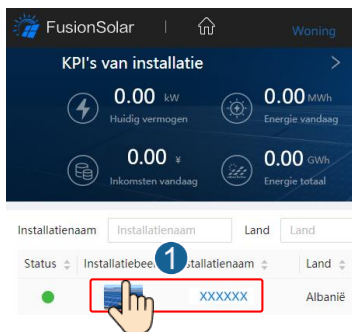 FusionSolar
Woning
KPI's van installatie >
0.00 kW
Huidig vermogen
0.00 MWh
Energie vandaag
0.00 ¥
Inkomsten vandaag
0.00 GWh
Energie totaal
Installatienaam Installatienaam Land Land
Status Installatiebee 1 stallatienaam Land
XXXXXX Albanië